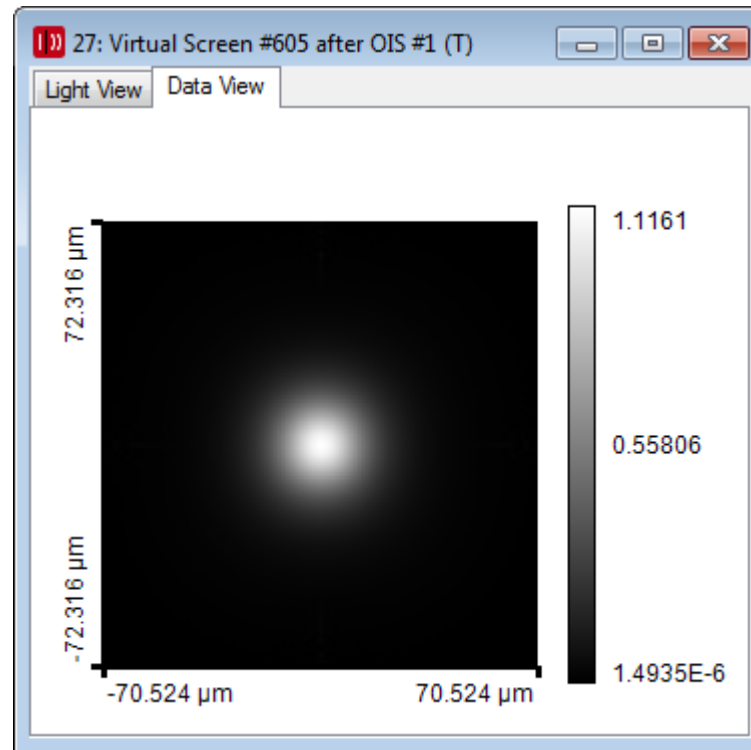 27: Virtual Screen #605 after OIS #1 (T)
Light View
Data View
72.316 µm
-72.316 µm
-70.524 µm
70.524 µm
1.1161
0.55806
1.4935E-6